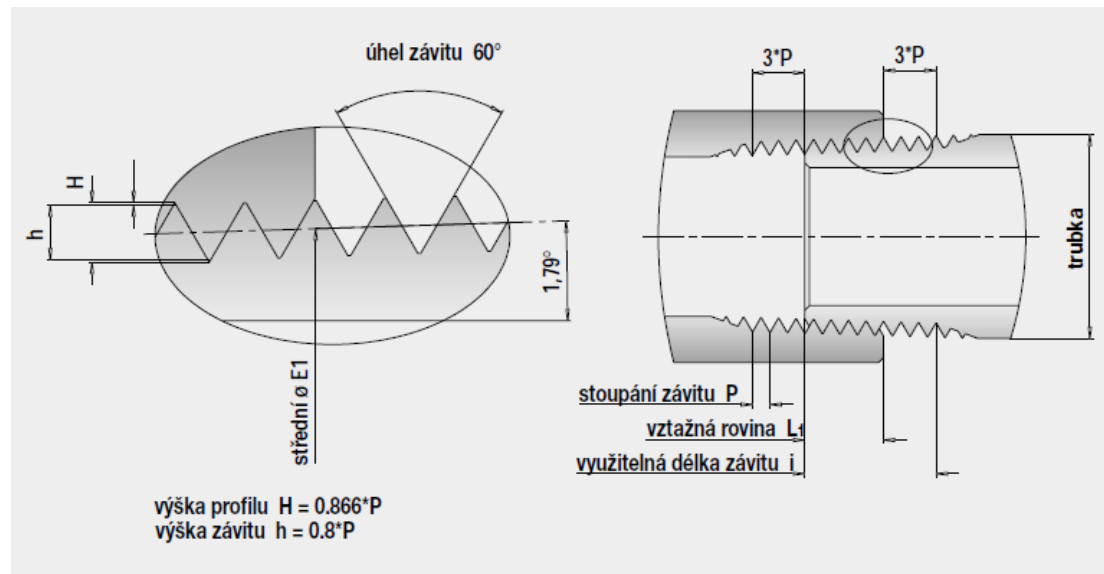 úhel závitu 60°
H
h
1,79°
střední ø E1
výška profilu H = 0.866*P
výška závitu h = 0.8*P
3*P
3*P
trubka
stoupání závitu P
vztažná rovina L1
využitelná délka závitu i